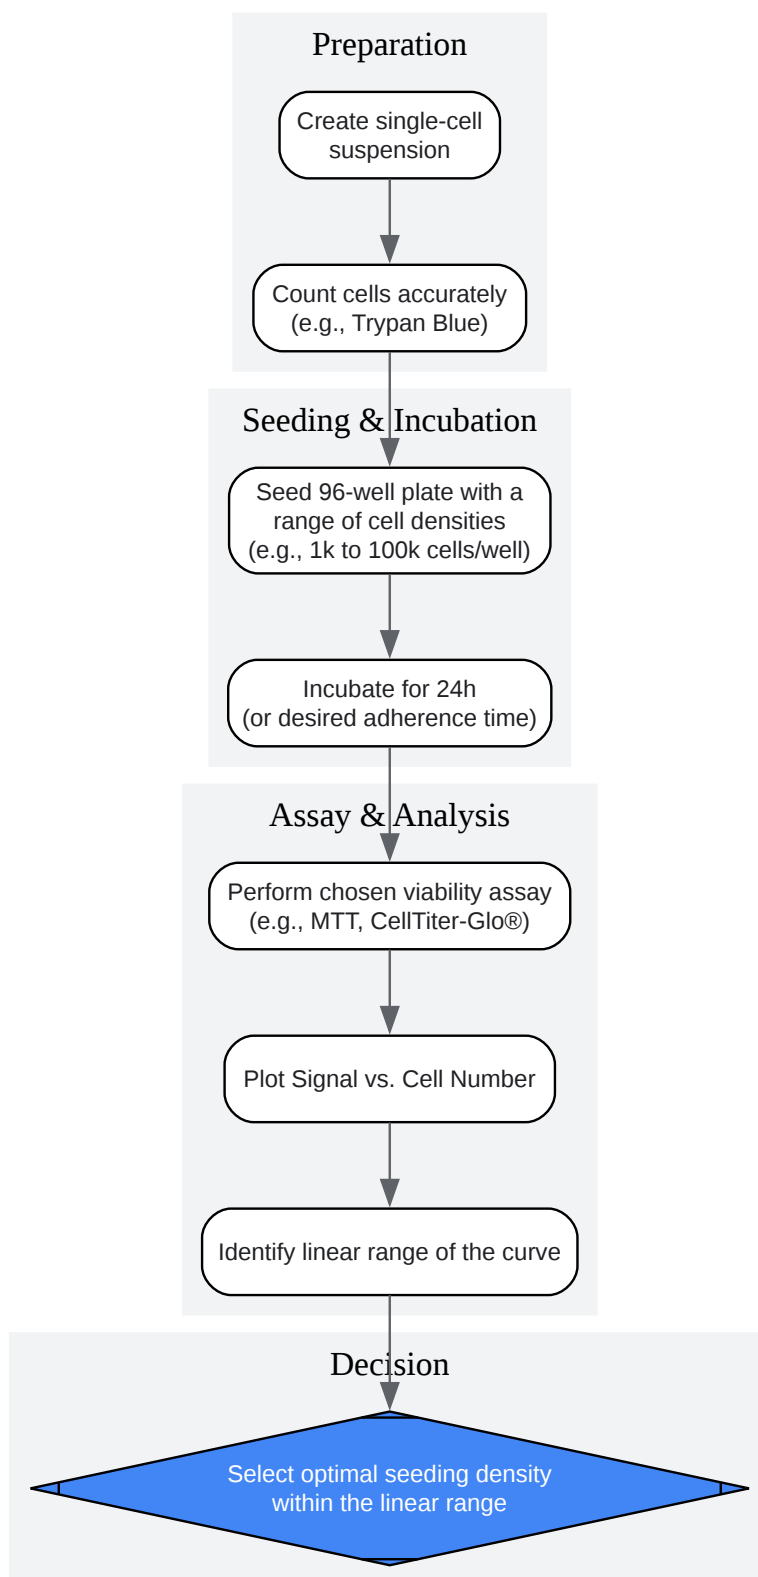 Preparation
Create single-cell
suspension
Count cells accurately
(e.g., Trypan Blue)
Seeding & Incubation
Seed 96-well plate with a
range of cell densities
(e.g., 1k to 100k cells/well)
Incubate for 24h
(or desired adherence time)
Assay & Analysis
Perform chosen viability assay
(e.g., MTT, CellTiter-Glo®)
Plot Signal vs. Cell Number
Identify linear range of the curve
Decision
Select optimal seeding density
within the linear range